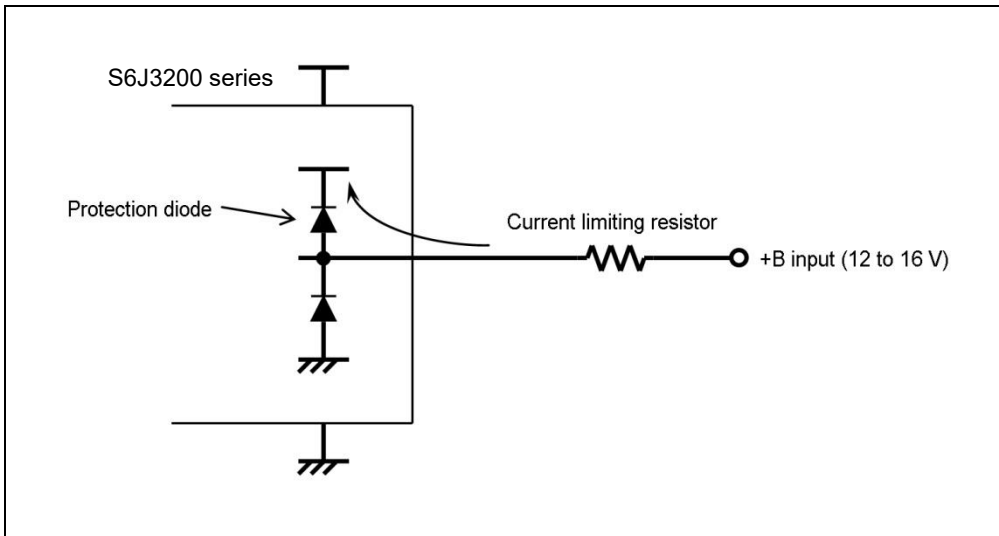 S6J3200 series
Protection diode
Current limiting resistor
+B input (12 to 16 V)